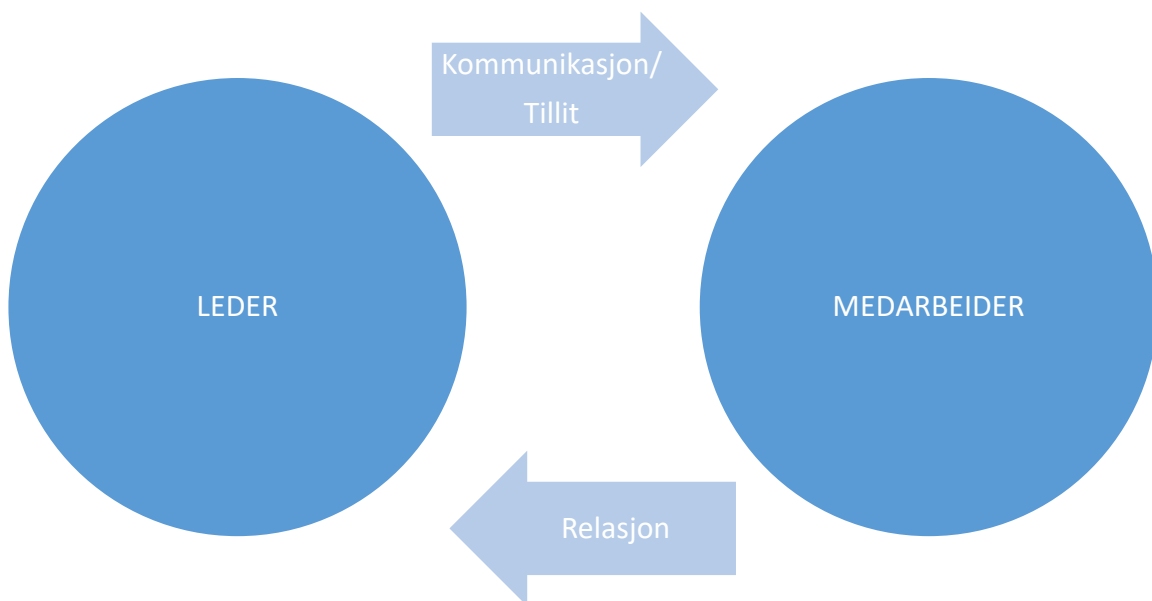 Kommunikasjon/
Tillit
LEDER
MEDARBEIDER
Relasjon